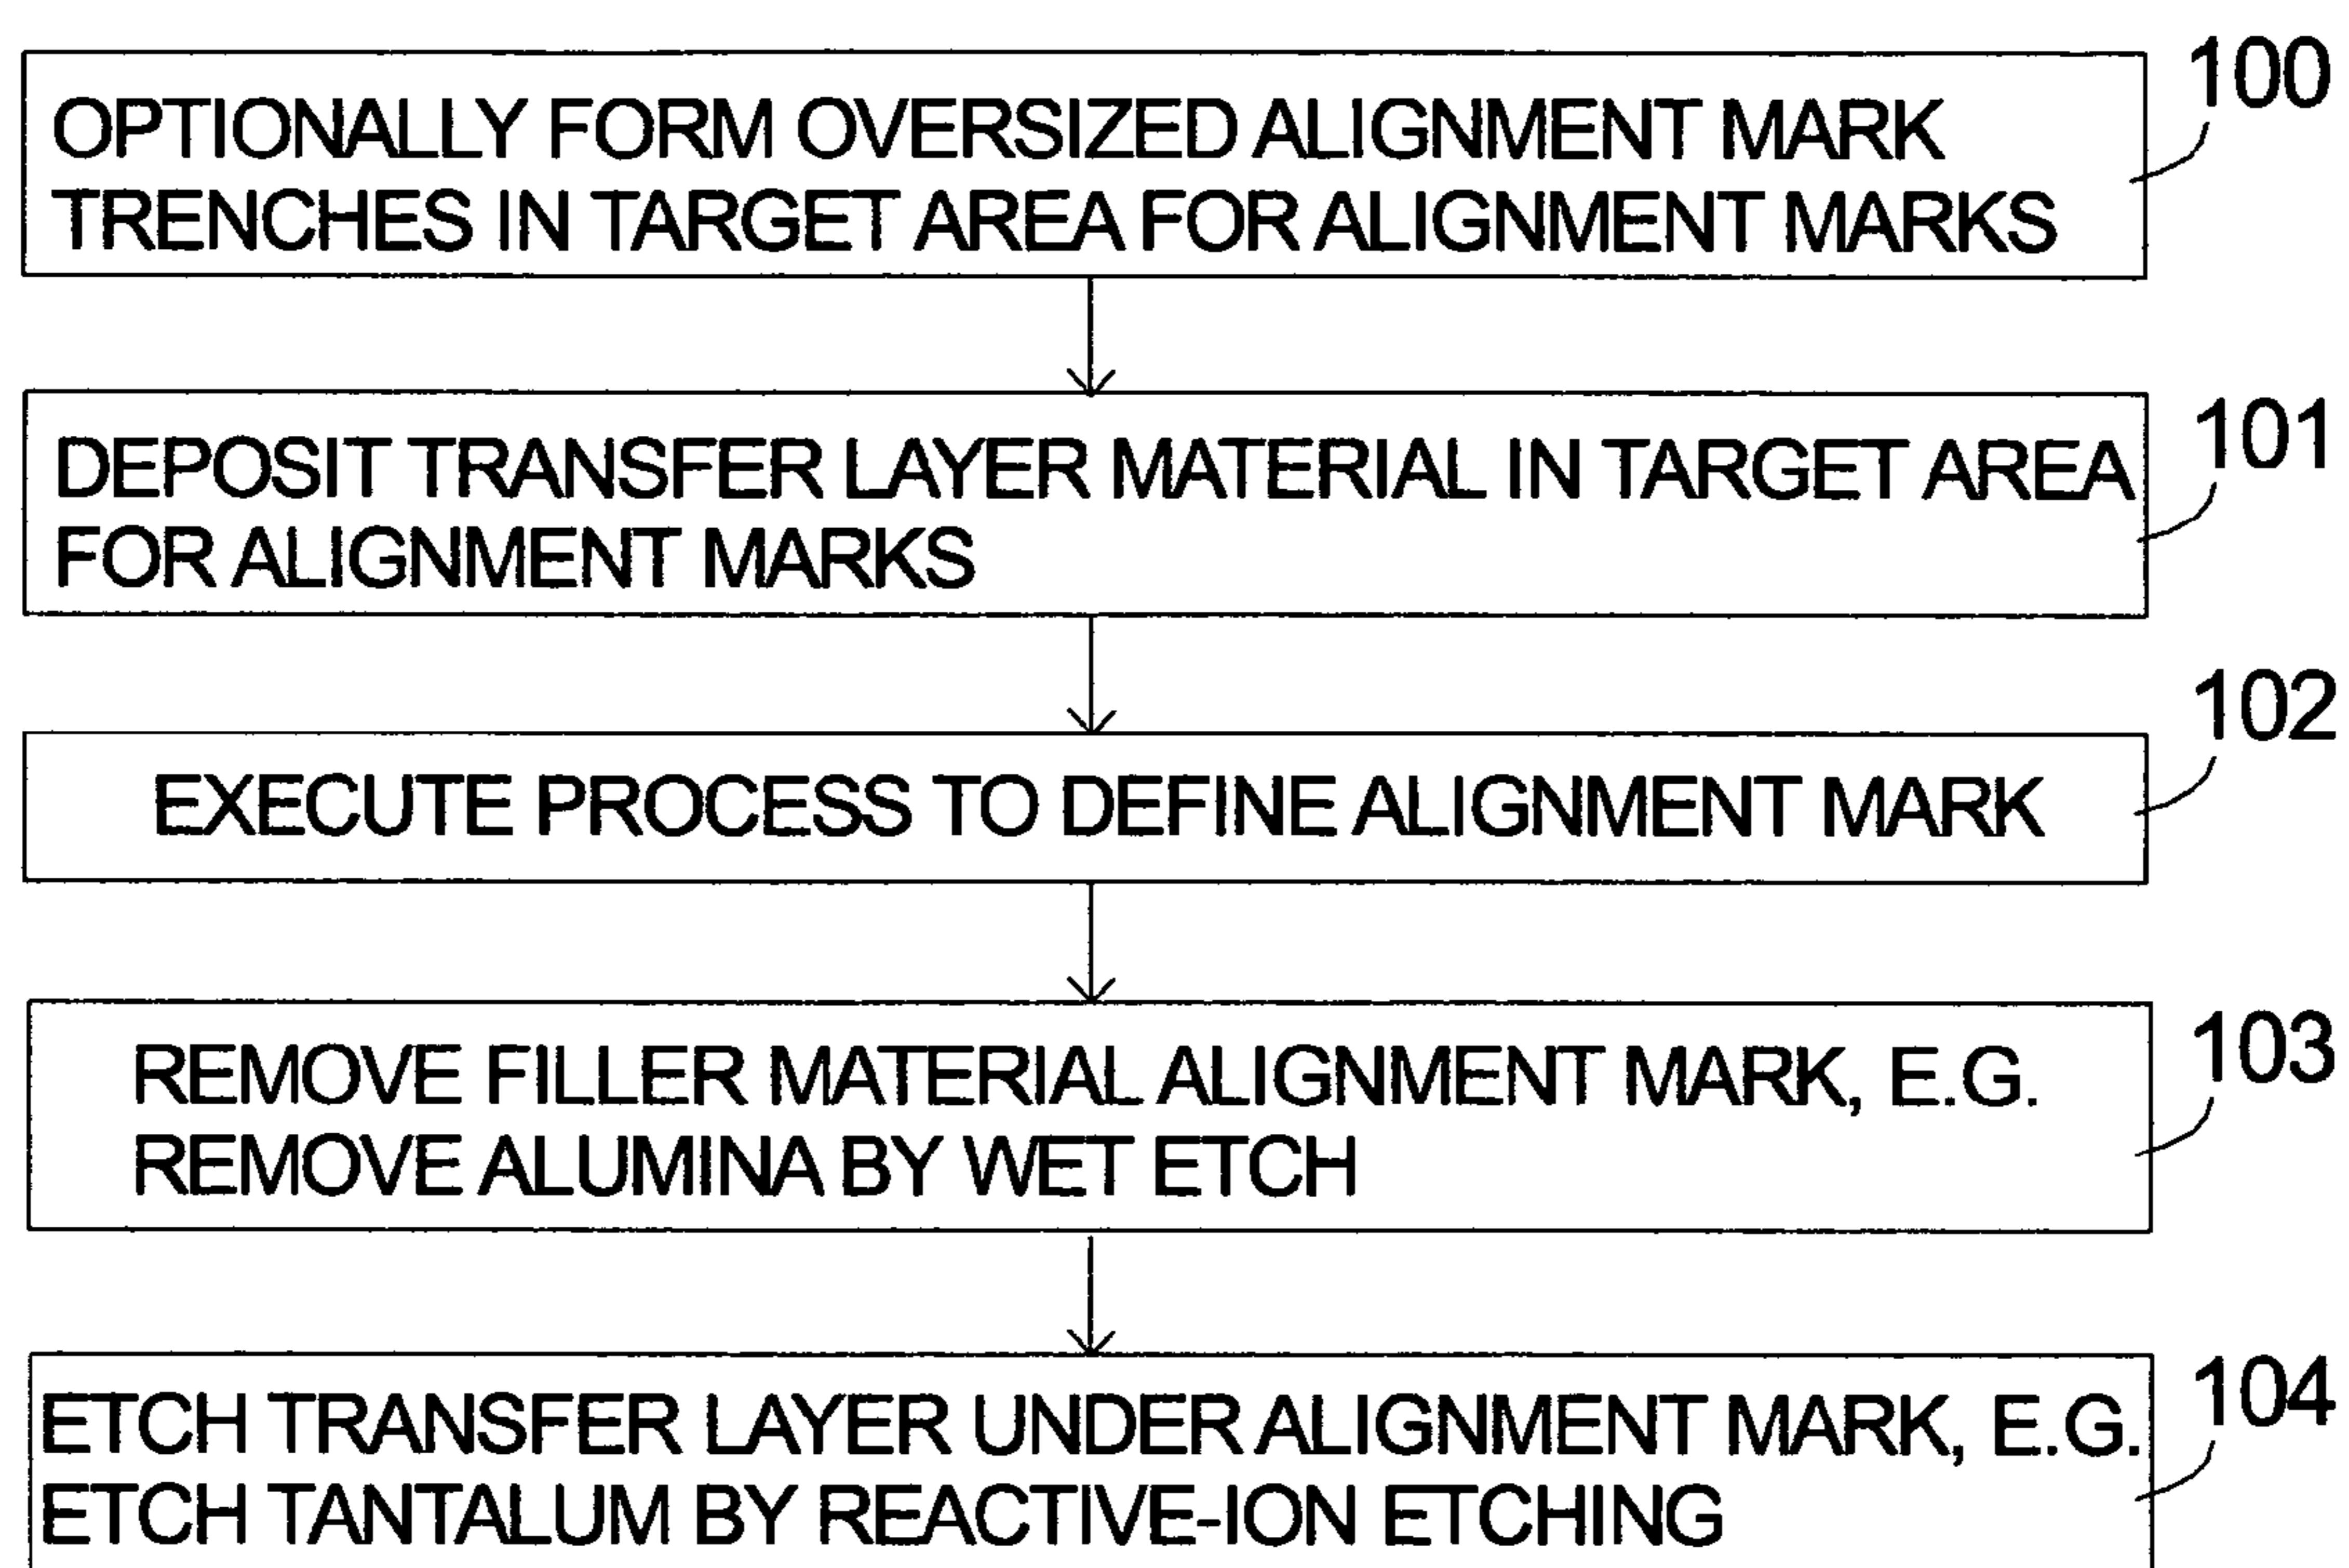 100
OPTIONALLY FORM OVERSIZED ALIGNMENT MARK
TRENCHES IN TARGET AREA FOR ALIGNMENT MARKS
101
DEPOSIT TRANSFER LAYER MATERIAL IN TARGET AREA
FOR ALIGNMENT MARKS
102
EXECUTE PROCESS TO DEFINE ALIGNMENT MARK
103
REMOVE FILLER MATERIAL ALIGNMENT MARK, E.G.
REMOVE ALUMINA BY WET ETCH
104
ETCH TRANSFER LAYER UNDER ALIGNMENT MARK, E.G.
ETCH TANTALUM BY REACTIVE-ION ETCHING